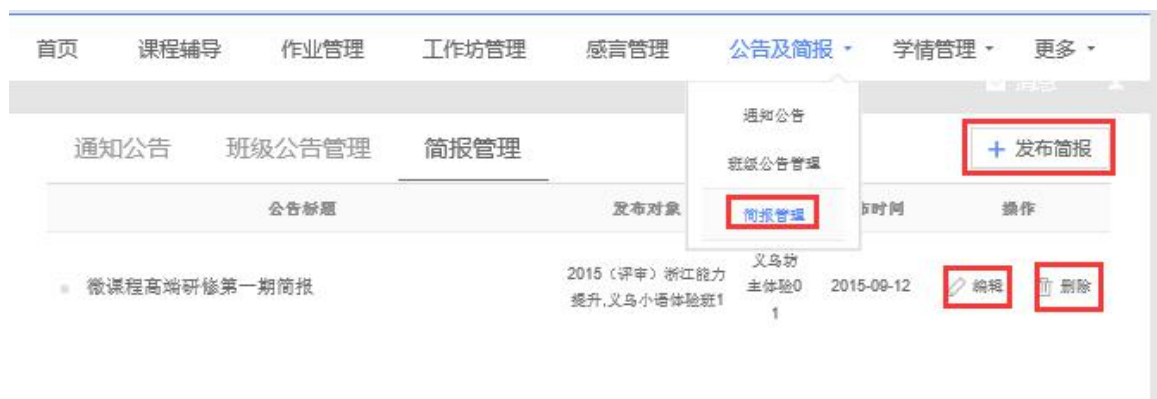 首页 课程辅导 作业管理 工作坊管理 感言管理 公告及简报 学情管理 更多
消息
通知公告
班级公告管理
简报管理
通知公告 班级公告管理 简报管理 + 发布简报
公告标题 发布对象 布时间 操作
微课程高端研修第一期简报
2015（评审）浙江能力
提升,义乌小语体验班1
义乌坊
主体验0
1
2015-09-12 编辑 删除